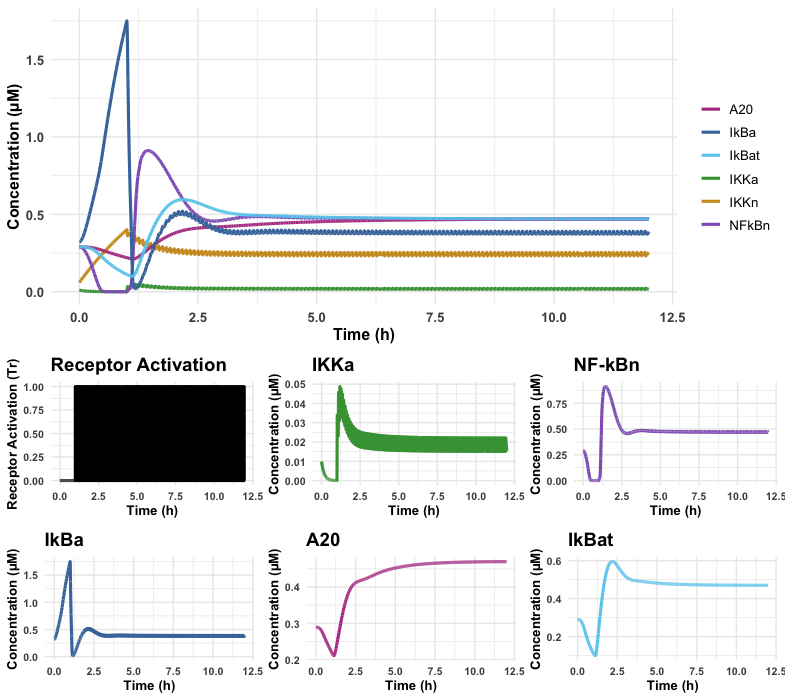 Concentration (µM)
1.5
1.0
0.5
0.0
0.0 2.5 5.0 7.5 10.0 12.5
Time (h)
A20
IkBa
IkBat
IKKa
IKKn
NFkBn
Receptor Activation
Receptor Activation (Tr)
1.00
0.75
0.50
0.25
0.00
0.0 2.5 5.0 7.5 10.0 12.5
Time (h)
IKKa
Concentration (µM)
0.05
0.04
0.03
0.02
0.01
0.00
0.0 2.5 5.0 7.5 10.0 12.5
Time (h)
NF-kBn
Concentration (µM)
0.75
0.50
0.25
0.00
0.0 2.5 5.0 7.5 10.0 12.5
Time (h)
IkBa
Concentration (µM)
1.5
1.0
0.5
0.0
0.0 2.5 5.0 7.5 10.0 12.5
Time (h)
A20
Concentration (µM)
0.4
0.3
0.2
0.0 2.5 5.0 7.5 10.0 12.5
Time (h)
IkBat
Concentration (µM)
0.6
0.4
0.2
0.0 2.5 5.0 7.5 10.0 12.5
Time (h)